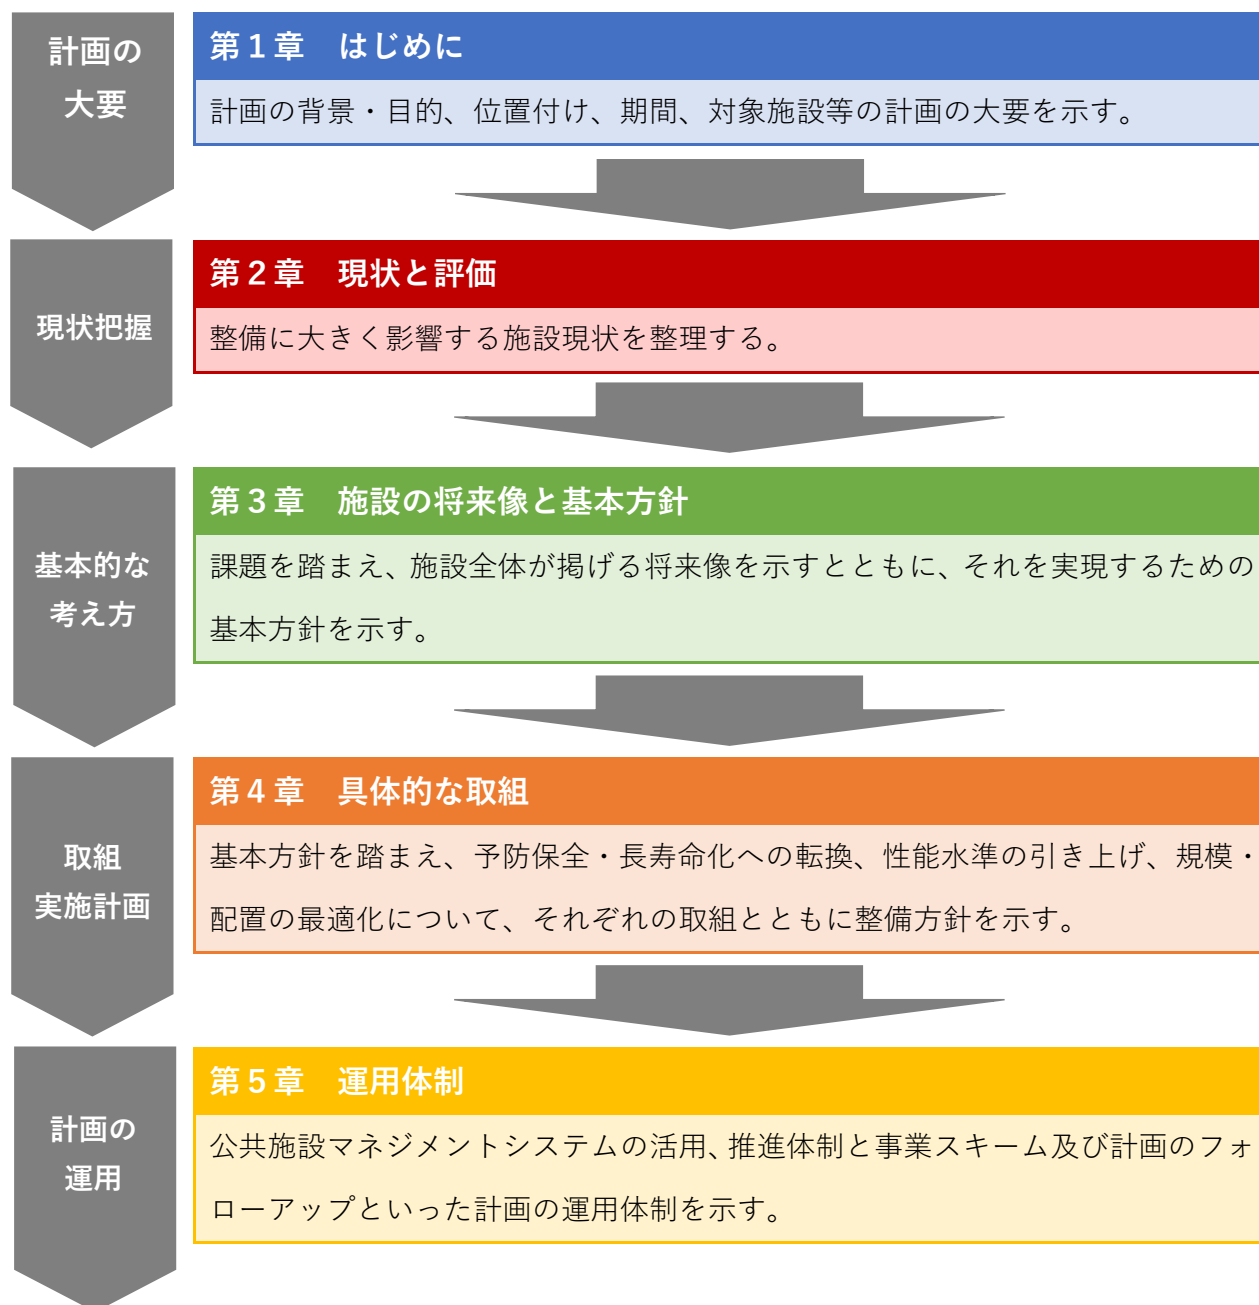 計画の
大要
第１章　はじめに
計画の背景・目的、位置付け、期間、対象施設等の計画の大要を示す。
現状把握
第２章　現状と評価
整備に大きく影響する施設現状を整理する。
基本的な
考え方
第３章　施設の将来像と基本方針
課題を踏まえ、施設全体が掲げる将来像を示すとともに、それを実現するための
基本方針を示す。
取組
実施計画
第４章　具体的な取組
基本方針を踏まえ、予防保全・長寿命化への転換、性能水準の引き上げ、規模・
配置の最適化について、それぞれの取組とともに整備方針を示す。
計画の
運用
第５章　運用体制
公共施設マネジメントシステムの活用、推進体制と事業スキーム及び計画のフォ
ローアップといった計画の運用体制を示す。